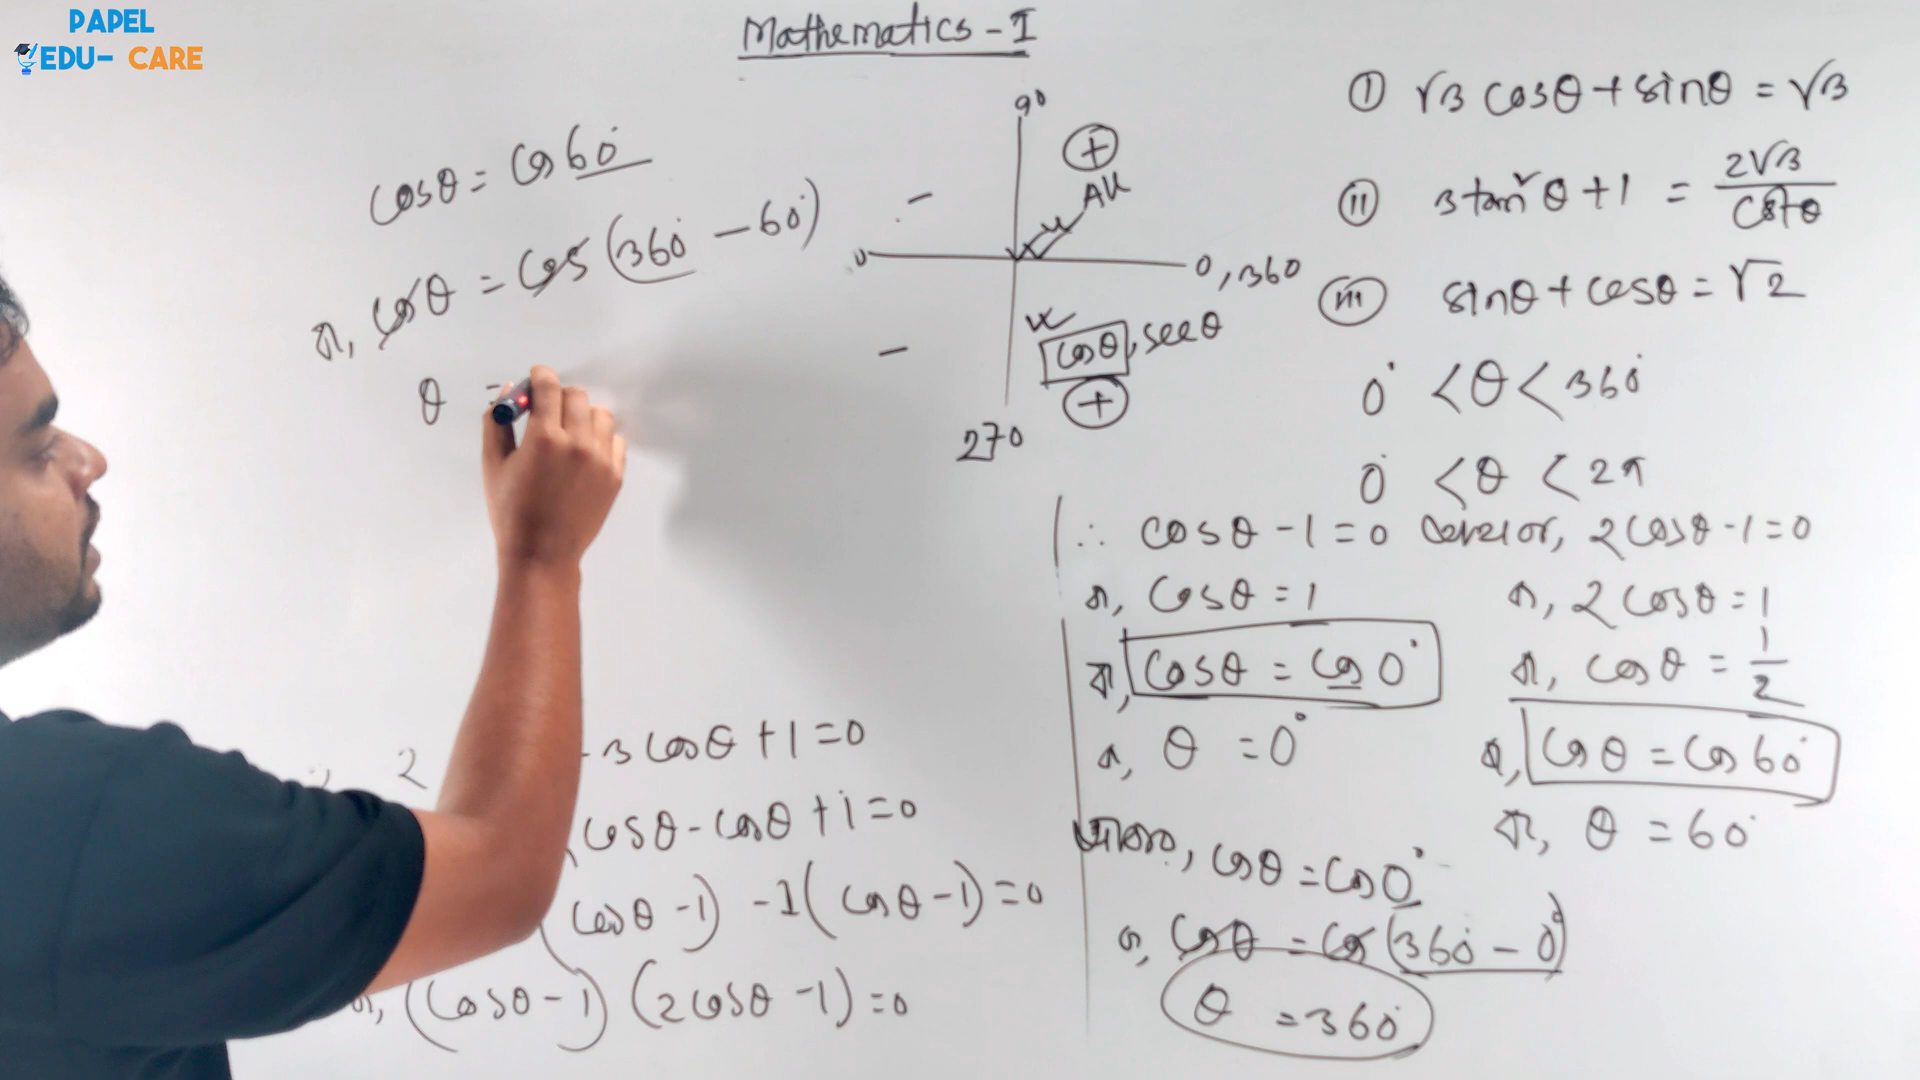 PAPEL
EDU- CARE
Mathematics - I
cosθ = cos60°
বা, cosθ = cos(360° - 60°)
θ =
90
+
All
-
0, 360
-
cosθ, secθ
+
270
(i) √3 cosθ + sinθ = √3
(ii) 3tan²θ + 1 = 2√3/cotθ
(iii) sinθ + cosθ = √2
0° < θ < 360°
0° < θ < 2π
∴ cosθ - 1 = 0 অথবা, 2cosθ - 1 = 0
বা, cosθ = 1
বা, cosθ = cos0°
বা, θ = 0°
আবার, cosθ = cos0°
বা, cosθ = cos(360° - 0°)
θ = 360°
বা, 2cosθ = 1
বা, cosθ = 1/2
বা, cosθ = cos60°
বা, θ = 60°
2 - 3cosθ + 1 = 0
cosθ - cosθ + 1 = 0
(cosθ - 1) - 1(cosθ - 1) = 0
বা, (cosθ - 1)(2cosθ - 1) = 0